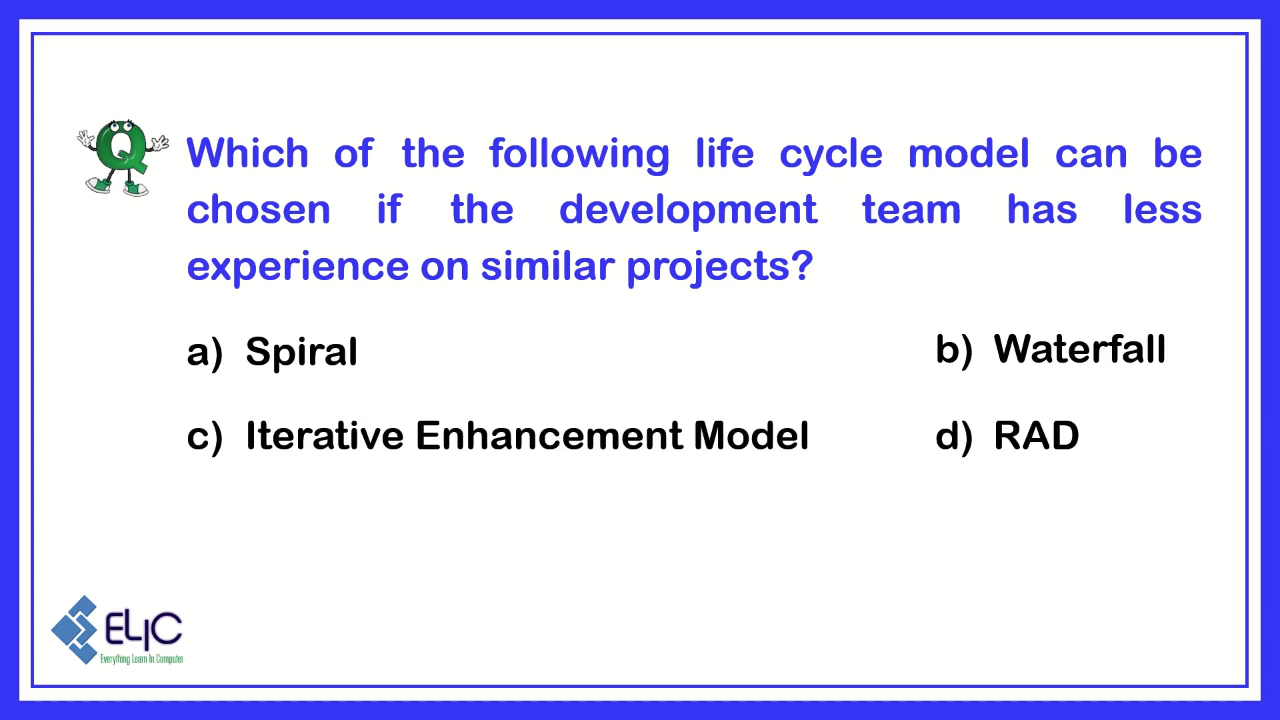 Which of the following life cycle model can be
chosen if the development team has less
experience on similar projects?
a) Spiral
b) Waterfall
c) Iterative Enhancement Model
d) RAD
EL4C
Everything Learn In Computer